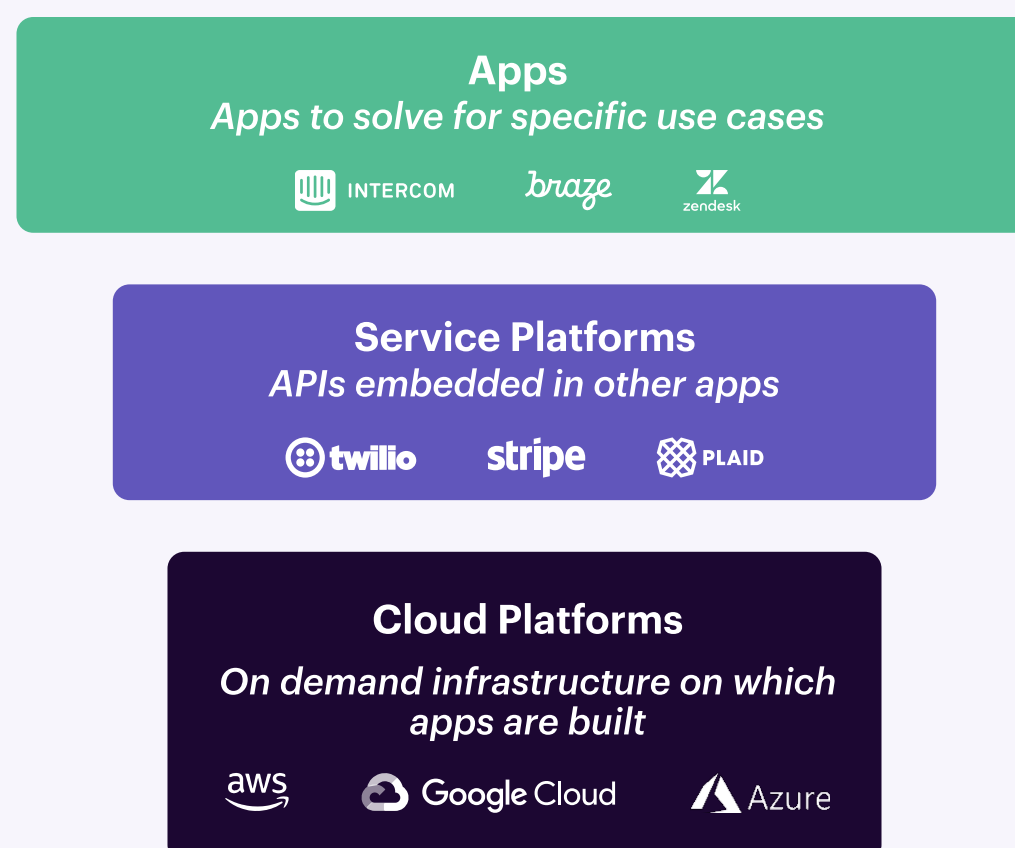 Apps
Apps to solve for specific use cases
INTERCOM braze zendesk
Service Platforms
APIs embedded in other apps
twilio stripe PLAID
Cloud Platforms
On demand infrastructure on which
apps are built
aws Google Cloud Azure